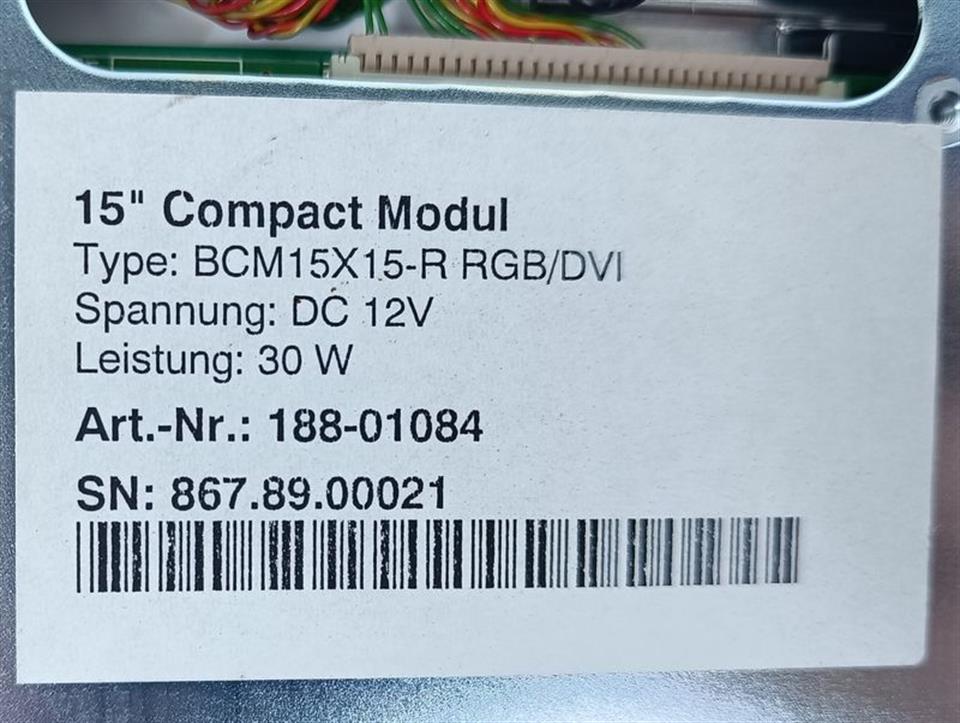 15" Compact Modul
Type: BCM15X15-R RGB/DVI
Spannung: DC 12V
Leistung: 30 W
Art.-Nr.: 188-01084
SN: 867.89.00021